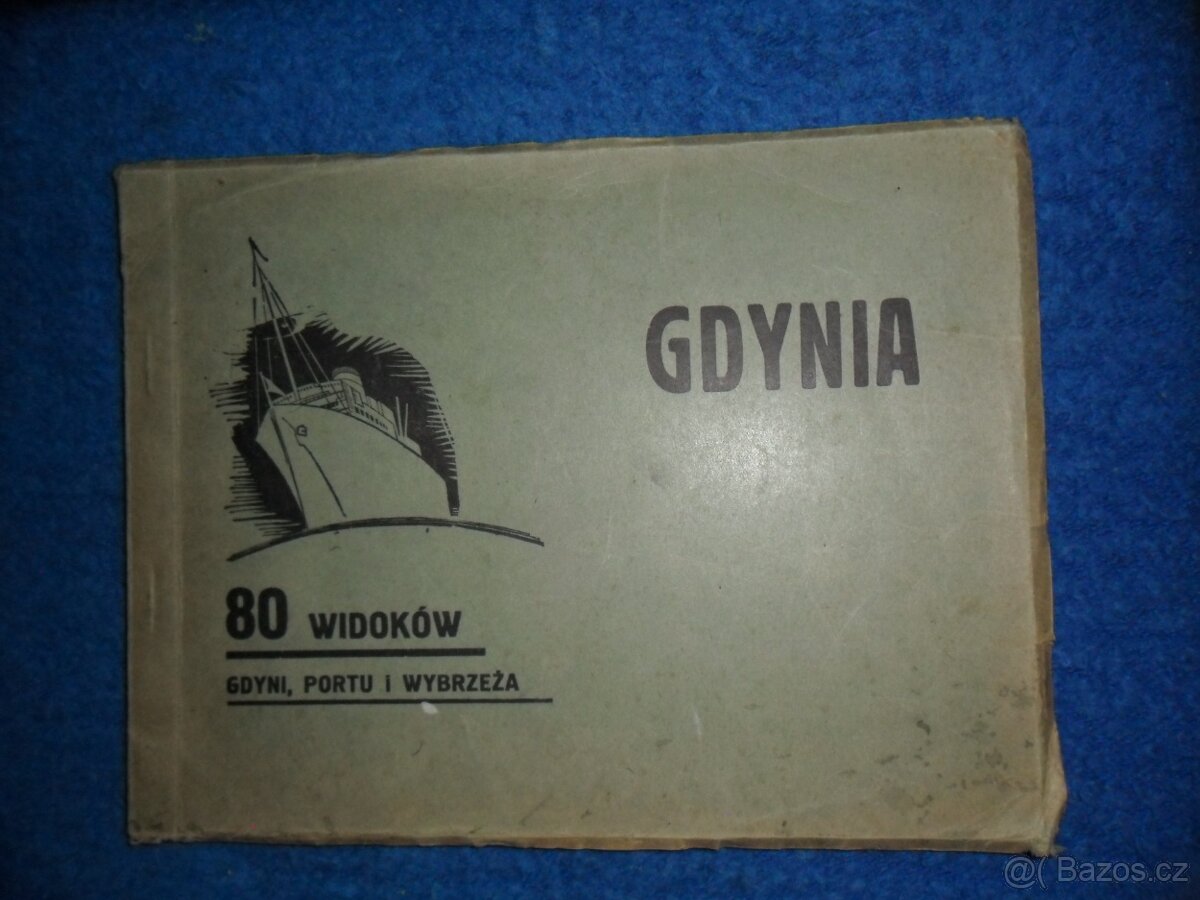 GDYNIA
80 WIDOKÓW
GDYNI, PORTU i WYBRZEŻA
@( Bazos.cz